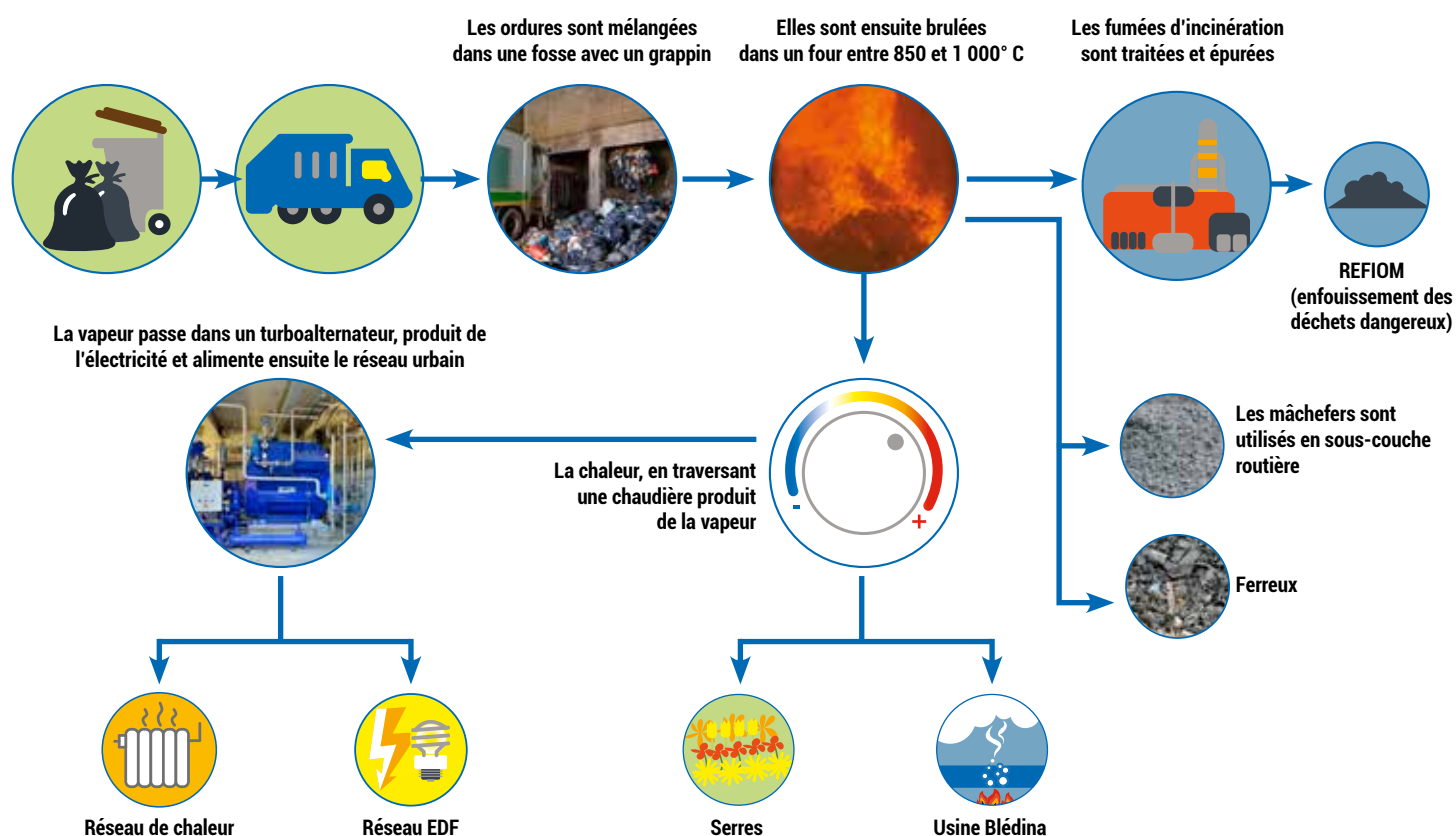 Les ordures sont mélangées
dans une fosse avec un grappin
Elles sont ensuite brulées
dans un four entre 850 et 1 000° C
Les fumées d'incinération
sont traitées et épurées
REFIOM
(enfouissement des
déchets dangereux)
La vapeur passe dans un turboalternateur, produit de
l'électricité et alimente ensuite le réseau urbain
La chaleur, en traversant
une chaudière produit
de la vapeur
-
+
Les mâchefers sont
utilisés en sous-couche
routière
Ferreux
Réseau de chaleur
Réseau EDF
Serres
Usine Blédina